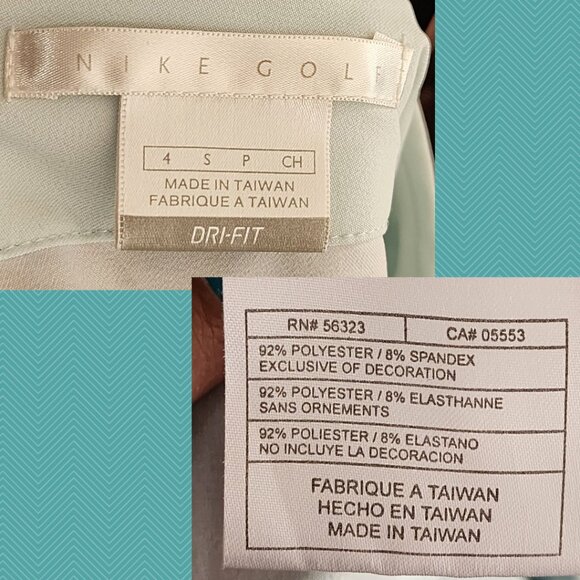 NIKE GOLF
4 S P CH
MADE IN TAIWAN
FABRIQUE A TAIWAN
DRI-FIT
RN# 56323 CA# 05553
92% POLYESTER / 8% SPANDEX
EXCLUSIVE OF DECORATION
92% POLYESTER / 8% ELASTHANNE
SANS ORNEMENTS
92% POLIESTER / 8% ELASTANO
NO INCLUYE LA DECORACION
FABRIQUE A TAIWAN
HECHO EN TAIWAN
MADE IN TAIWAN